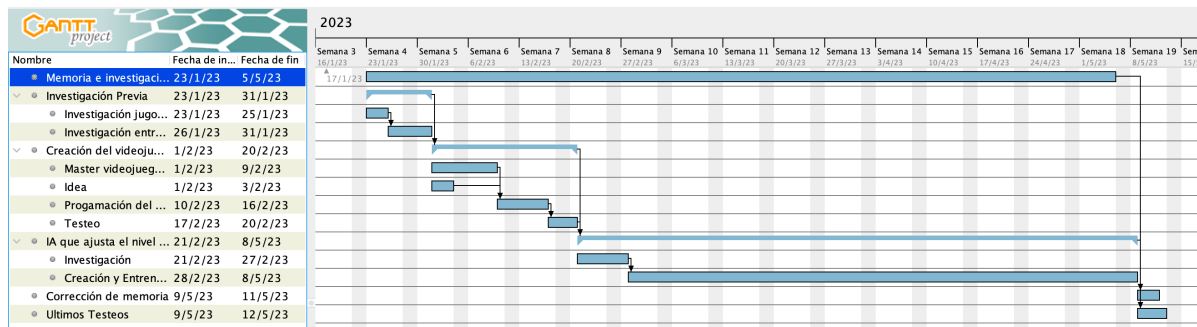 GANTT
project
2023
Semana 3 Semana 4 Semana 5 Semana 6 Semana 7 Semana 8 Semana 9 Semana 10 Semana 11 Semana 12 Semana 13 Semana 14 Semana 15 Semana 16 Semana 17 Semana 18 Semana 19 Sem
Nombre Fecha de in... Fecha de fin 16/1/23 23/1/23 30/1/23 6/2/23 13/2/23 20/2/23 27/2/23 6/3/23 13/3/23 20/3/23 27/3/23 3/4/23 10/4/23 17/4/23 24/4/23 1/5/23 8/5/23 15/
Memoria e investigaci... 23/1/23 5/5/23 17/1/23
Investigación Previa 23/1/23 31/1/23
Investigación jugo... 23/1/23 25/1/23
Investigación entr... 26/1/23 31/1/23
Creación del videoju... 1/2/23 20/2/23
Master videojueg... 1/2/23 9/2/23
Idea 1/2/23 3/2/23
Progamación del ... 10/2/23 16/2/23
Testeo 17/2/23 20/2/23
IA que ajusta el nivel ... 21/2/23 8/5/23
Investigación 21/2/23 27/2/23
Creación y Entren... 28/2/23 8/5/23
Corrección de memoria 9/5/23 11/5/23
Ultimos Testeos 9/5/23 12/5/23